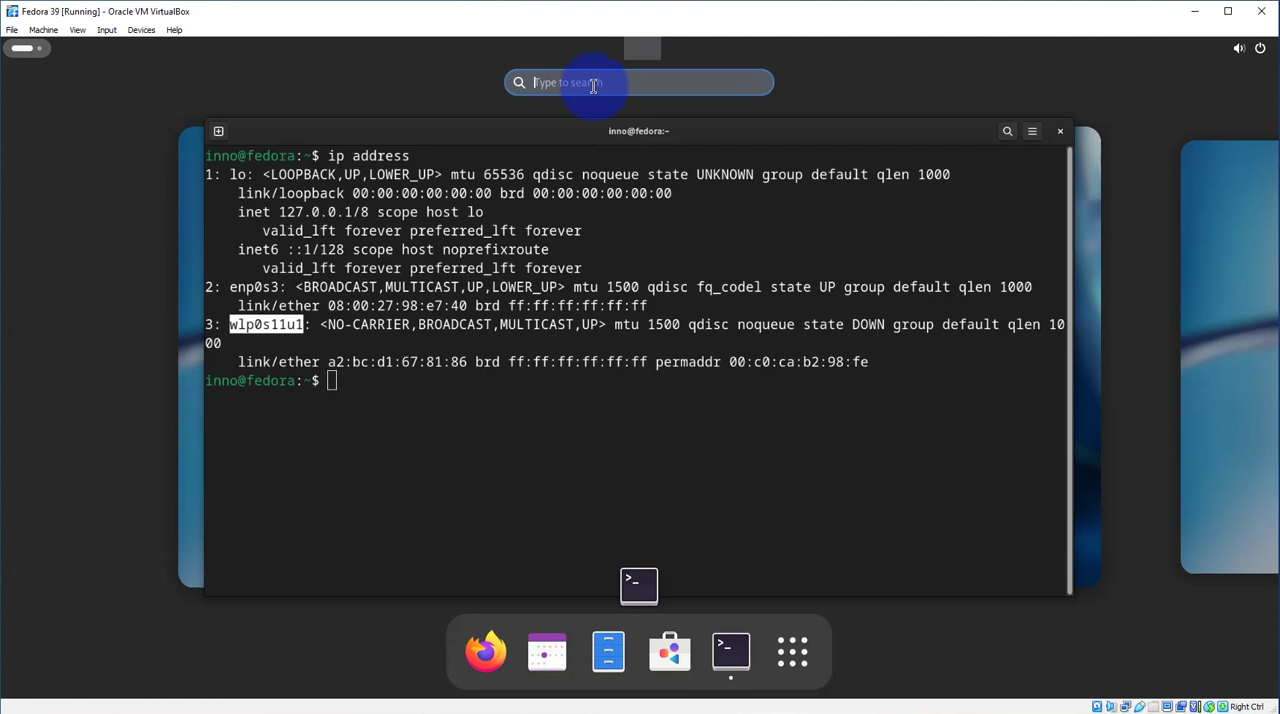 Fedora 39 [Running] - Oracle VM VirtualBox
File Machine View Input Devices Help
Type to search
inno@fedora:~
inno@fedora:~$ ip address
1: lo: <LOOPBACK,UP,LOWER_UP> mtu 65536 qdisc noqueue state UNKNOWN group default qlen 1000
link/loopback 00:00:00:00:00:00 brd 00:00:00:00:00:00
inet 127.0.0.1/8 scope host lo
valid_lft forever preferred_lft forever
inet6 ::1/128 scope host noprefixroute
valid_lft forever preferred_lft forever
2: enp0s3: <BROADCAST,MULTICAST,UP,LOWER_UP> mtu 1500 qdisc fq_codel state UP group default qlen 1000
link/ether 08:00:27:98:e7:40 brd ff:ff:ff:ff:ff:ff
3: wlp0s11u1: <NO-CARRIER,BROADCAST,MULTICAST,UP> mtu 1500 qdisc noqueue state DOWN group default qlen 10
00
link/ether a2:bc:d1:67:81:86 brd ff:ff:ff:ff:ff:ff permaddr 00:c0:ca:b2:98:fe
inno@fedora:~$
>_
>_
Right Ctrl